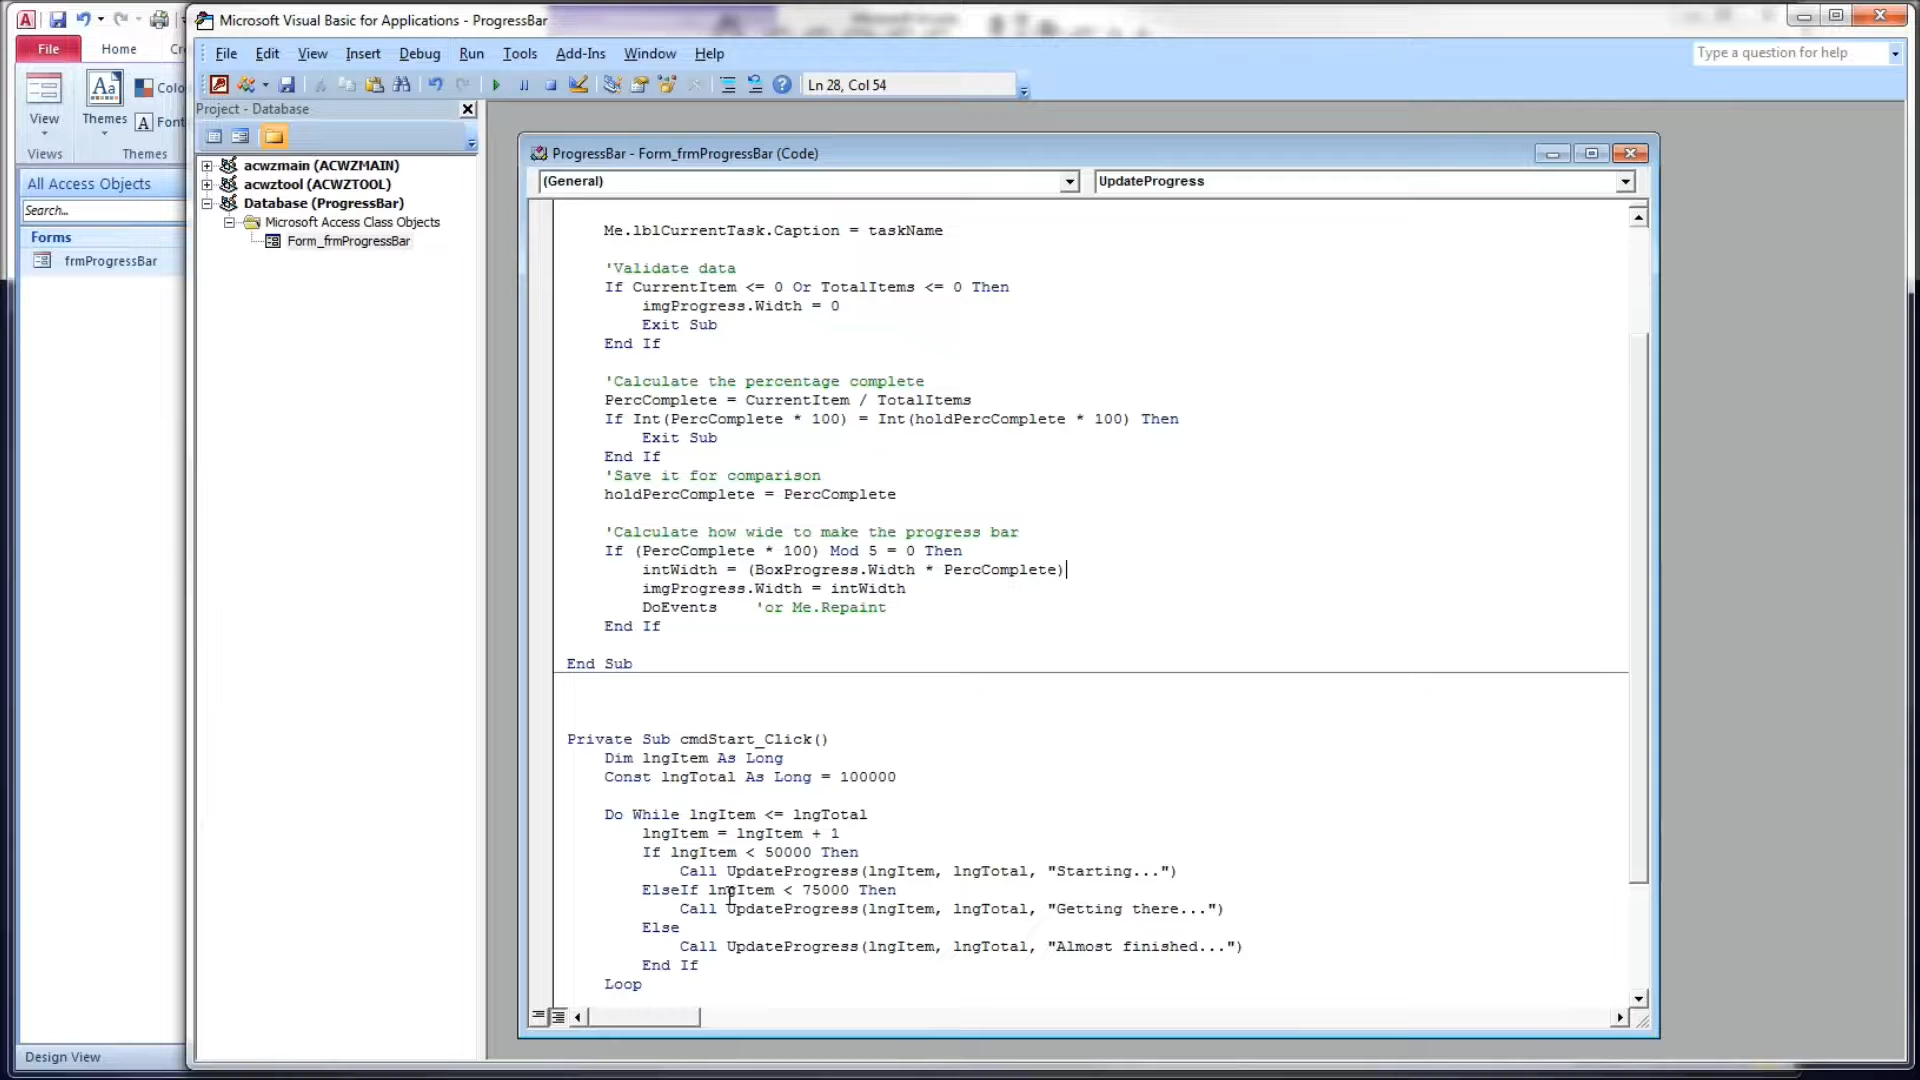 Microsoft Visual Basic for Applications - ProgressBar
File Home
File Edit View Insert Debug Run Tools Add-Ins Window Help
Type a question for help
Ln 28, Col 54
View
Themes
Views
Themes
Project - Database
All Access Objects
Search...
Forms
frmProgressBar
acwzmain (ACWZMAIN)
acwztool (ACWZTOOL)
Database (ProgressBar)
Microsoft Access Class Objects
Form_frmProgressBar
ProgressBar - Form_frmProgressBar (Code)
(General)
UpdateProgress
Me.lblCurrentTask.Caption = taskName
'Validate data
If CurrentItem <= 0 Or TotalItems <= 0 Then
imgProgress.Width = 0
Exit Sub
End If
'Calculate the percentage complete
PercComplete = CurrentItem / TotalItems
If Int(PercComplete * 100) = Int(holdPercComplete * 100) Then
Exit Sub
End If
'Save it for comparison
holdPercComplete = PercComplete
'Calculate how wide to make the progress bar
If (PercComplete * 100) Mod 5 = 0 Then
intWidth = (BoxProgress.Width * PercComplete)
imgProgress.Width = intWidth
DoEvents 'or Me.Repaint
End If
End Sub
Private Sub cmdStart_Click()
Dim lngItem As Long
Const lngTotal As Long = 100000
Do While lngItem <= lngTotal
lngItem = lngItem + 1
If lngItem < 50000 Then
Call UpdateProgress(lngItem, lngTotal, "Starting...")
ElseIf lngItem < 75000 Then
Call UpdateProgress(lngItem, lngTotal, "Getting there...")
Else
Call UpdateProgress(lngItem, lngTotal, "Almost finished...")
End If
Loop
Design View